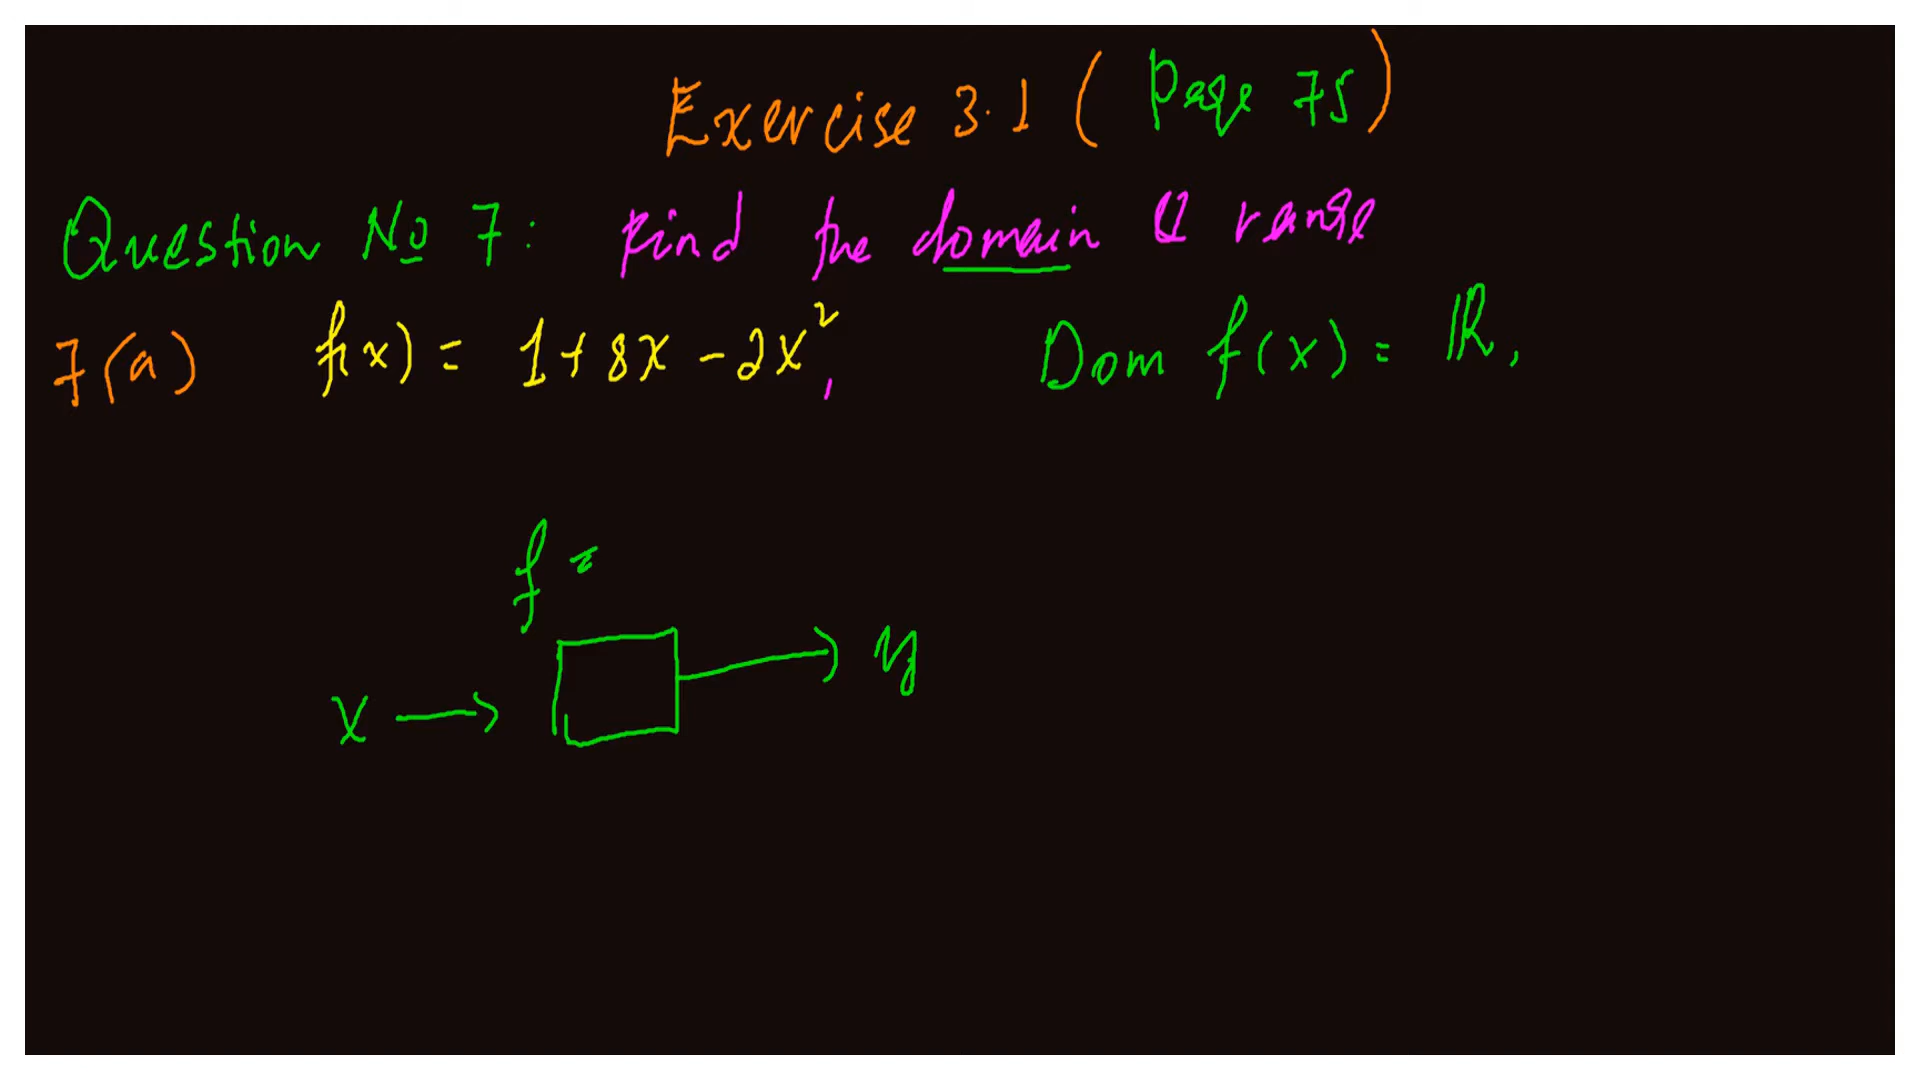 Exercise 3.1 (Page 75)
Question No 7: Find the domain & range
7(a) f(x) = 1+8x-2x², Dom f(x) = ℝ,
f =
x → y